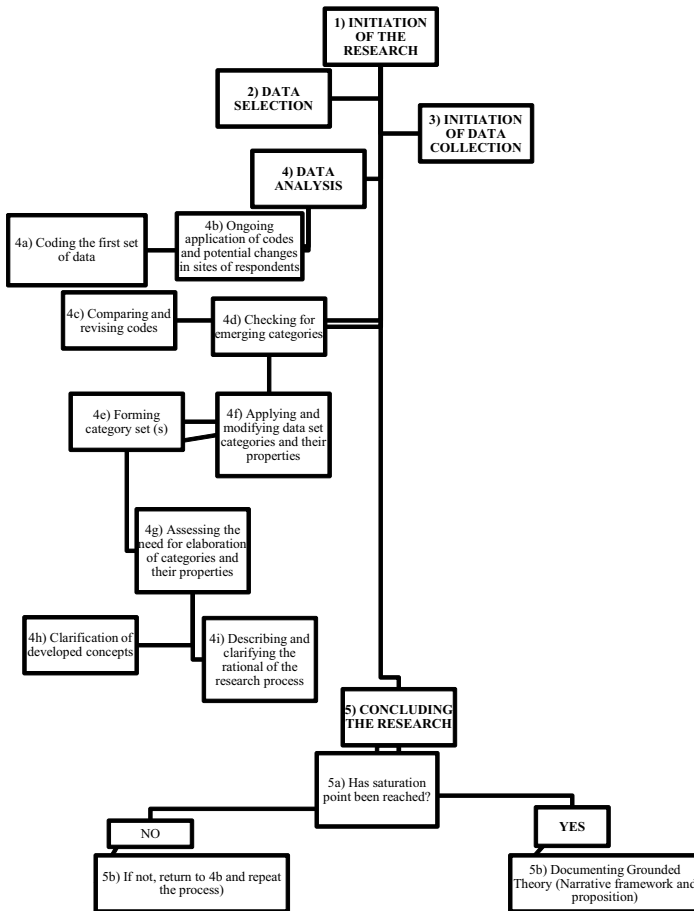 1) INITIATION
OF THE
RESEARCH
2) DATA
SELECTION
3) INITIATION
OF DATA
COLLECTION
4) DATA
ANALYSIS
4a) Coding the first set
of data
4b) Ongoing
application of codes
and potential changes
in sites of respondents
4c) Comparing and
revising codes
4d) Checking for
emerging categories
4e) Forming
category set (s)
4f) Applying and
modifying data set
categories and their
properties
4g) Assessing the
need for elaboration
of categories and
their properties
4h) Clarification of
developed concepts
4i) Describing and
clarifying the
rational of the
research process
5) CONCLUDING
THE RESEARCH
5a) Has saturation
point been reached?
NO
YES
5b) If not, return to 4b and repeat
the process)
5b) Documenting Grounded
Theory (Narrative framework and
proposition)